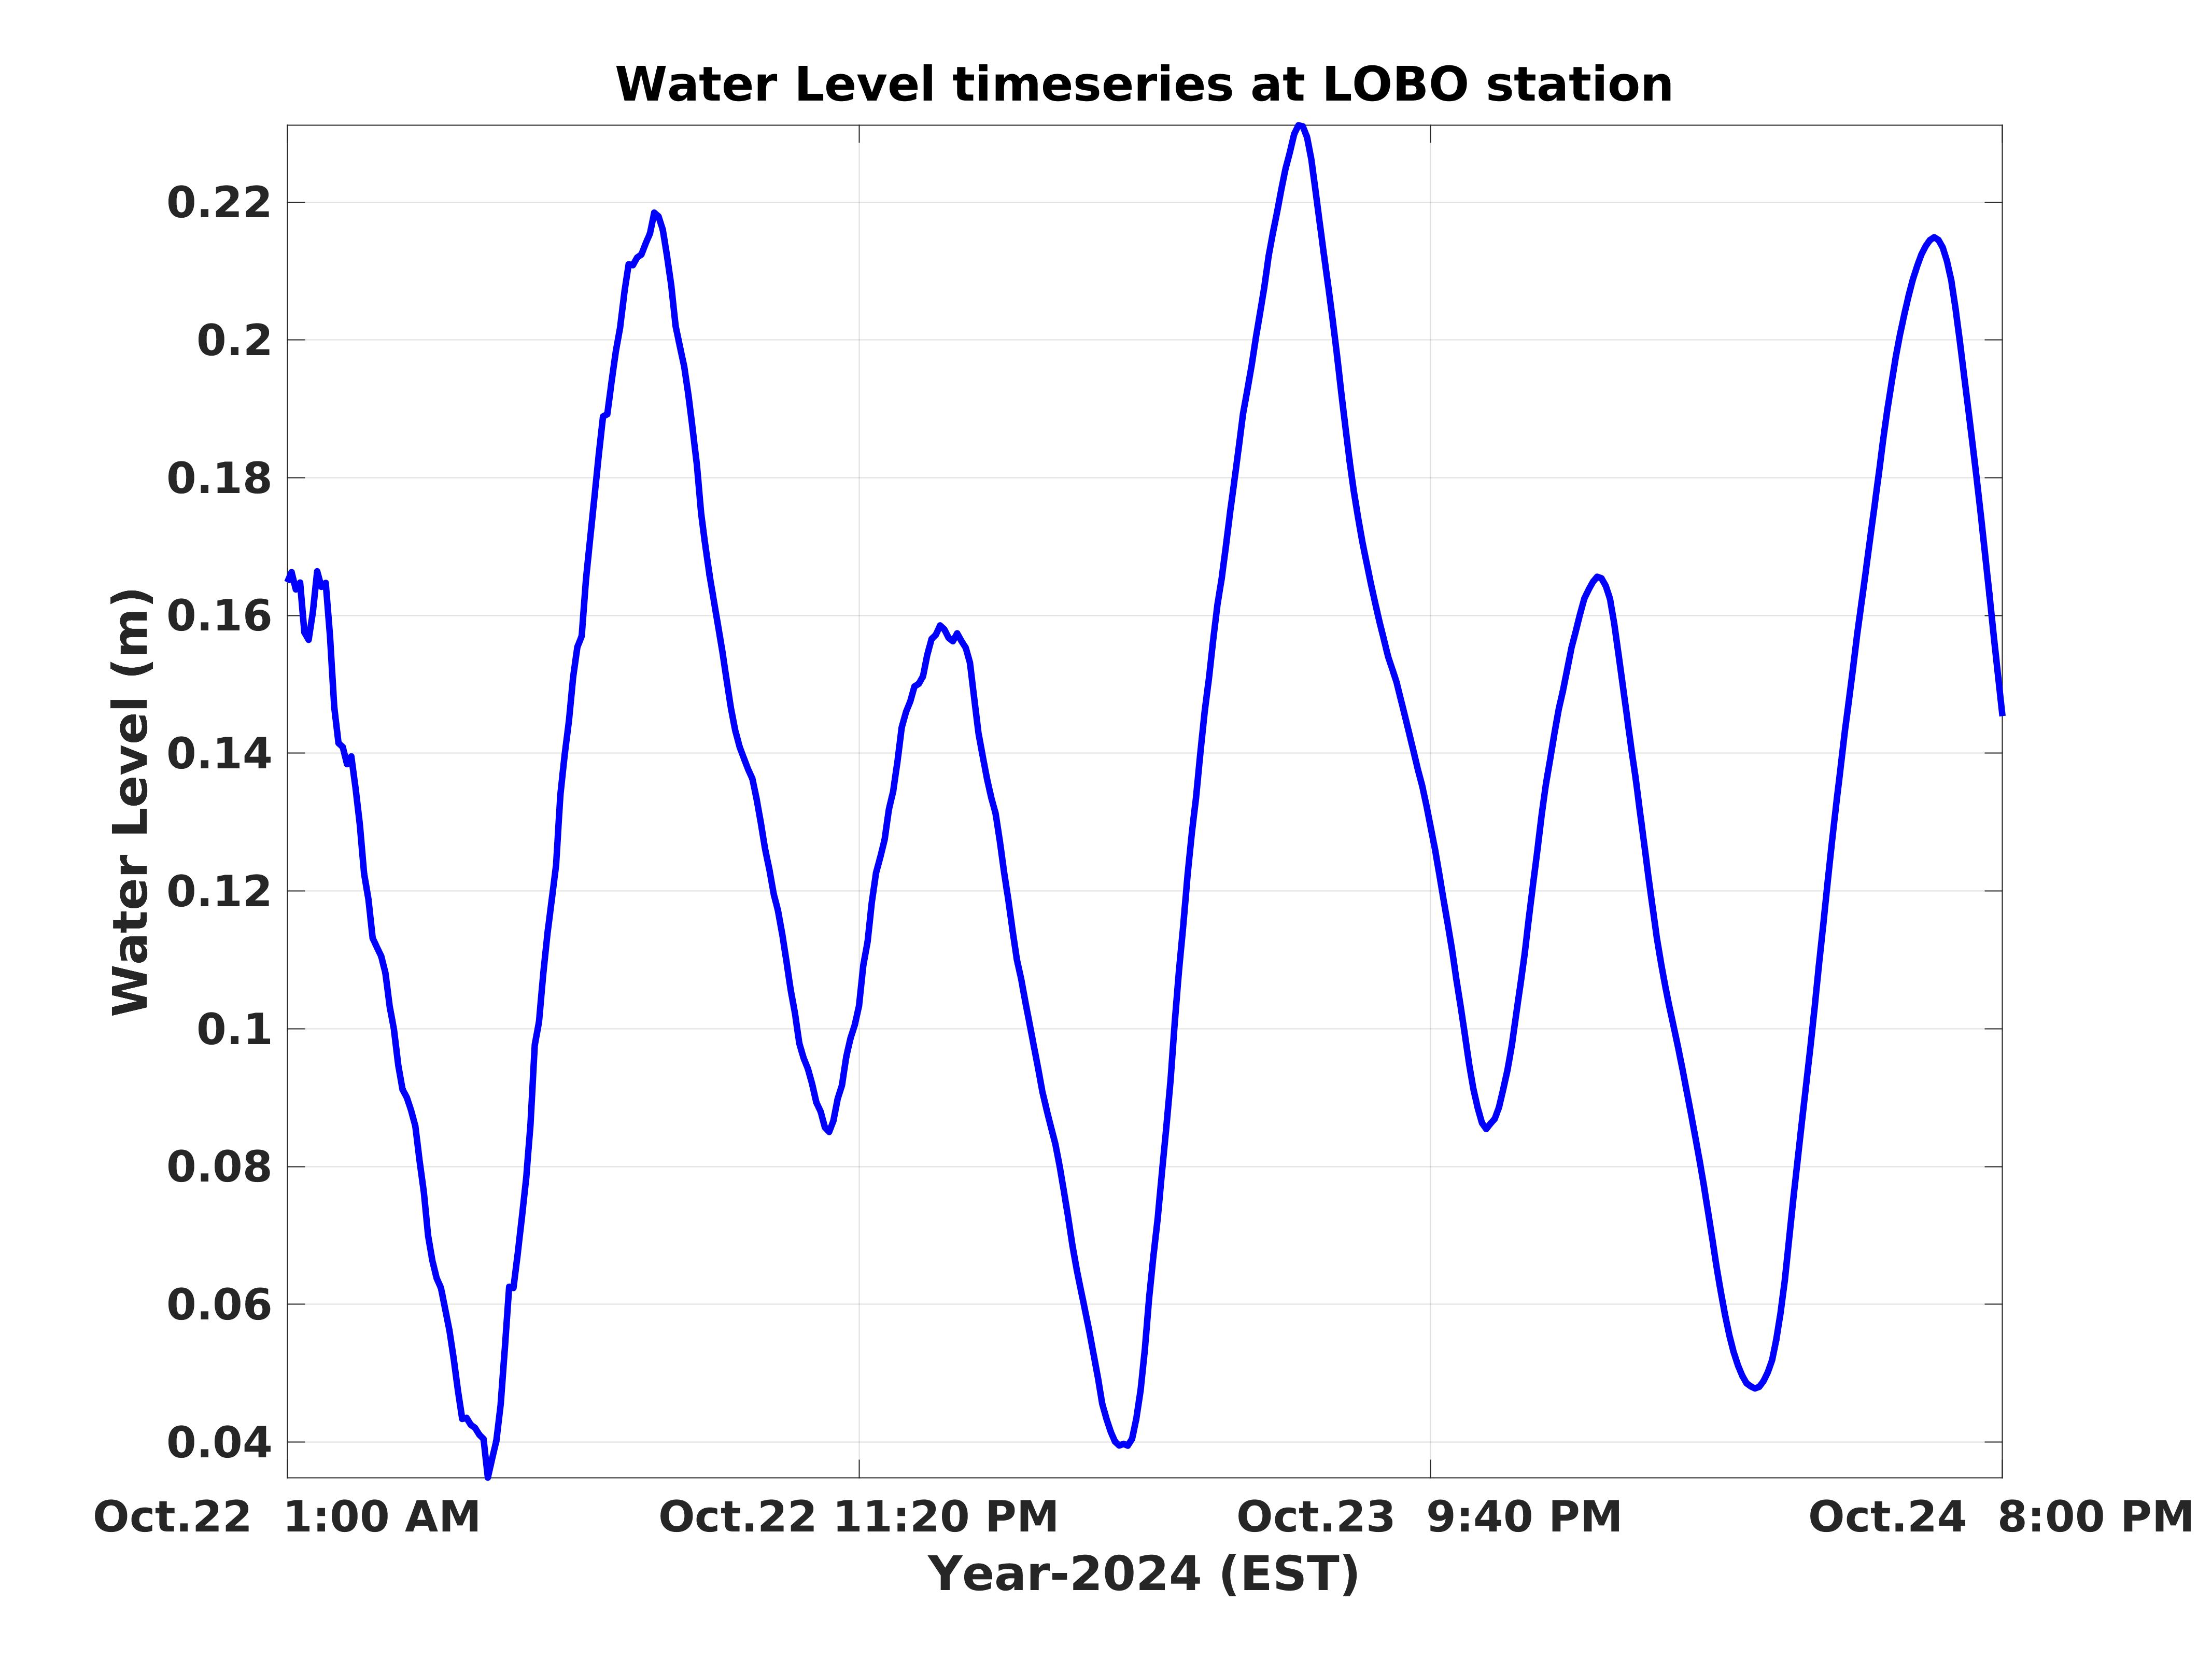 Water Level timeseries at LOBO station
Water Level (m)
0.22
0.2
0.18
0.16
0.14
0.12
0.1
0.08
0.06
0.04
Oct.22 1:00 AM Oct.22 11:20 PM Oct.23 9:40 PM Oct.24 8:00 PM
Year-2024 (EST)